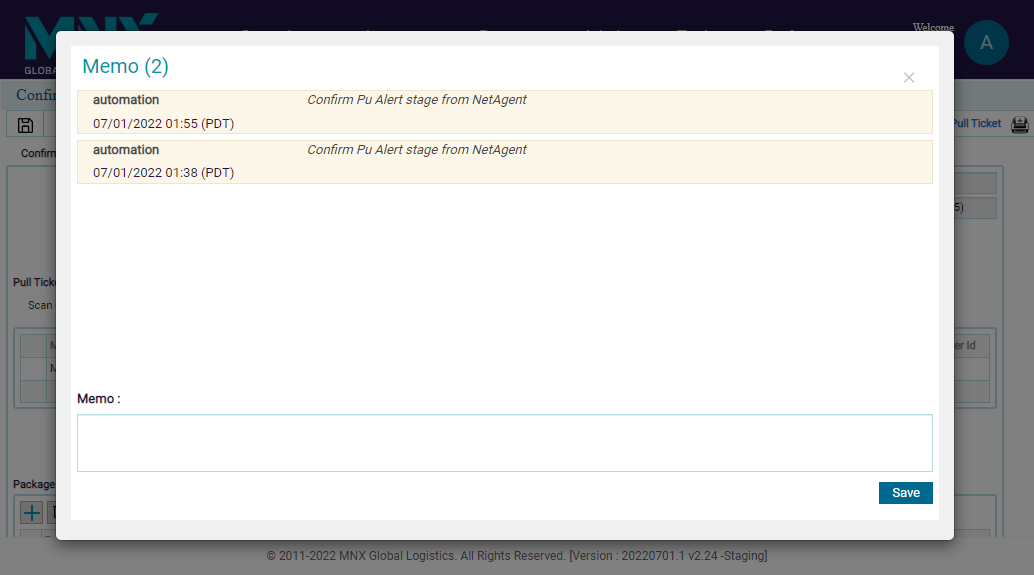 MNX
GLOBA
Welcome
A
Memo (2)
Confir
automation
Confirm Pu Alert stage from NetAgent
07/01/2022 01:55 (PDT)
Pull Ticket
automation
Confirm Pu Alert stage from NetAgent
Confirm
07/01/2022 01:38 (PDT)
5)
Pull Ticke
Scan
er Id
Memo :
Package
Save
© 2011-2022 MNX Global Logistics. All Rights Reserved. [Version : 20220701.1 v2.24 -Staging]